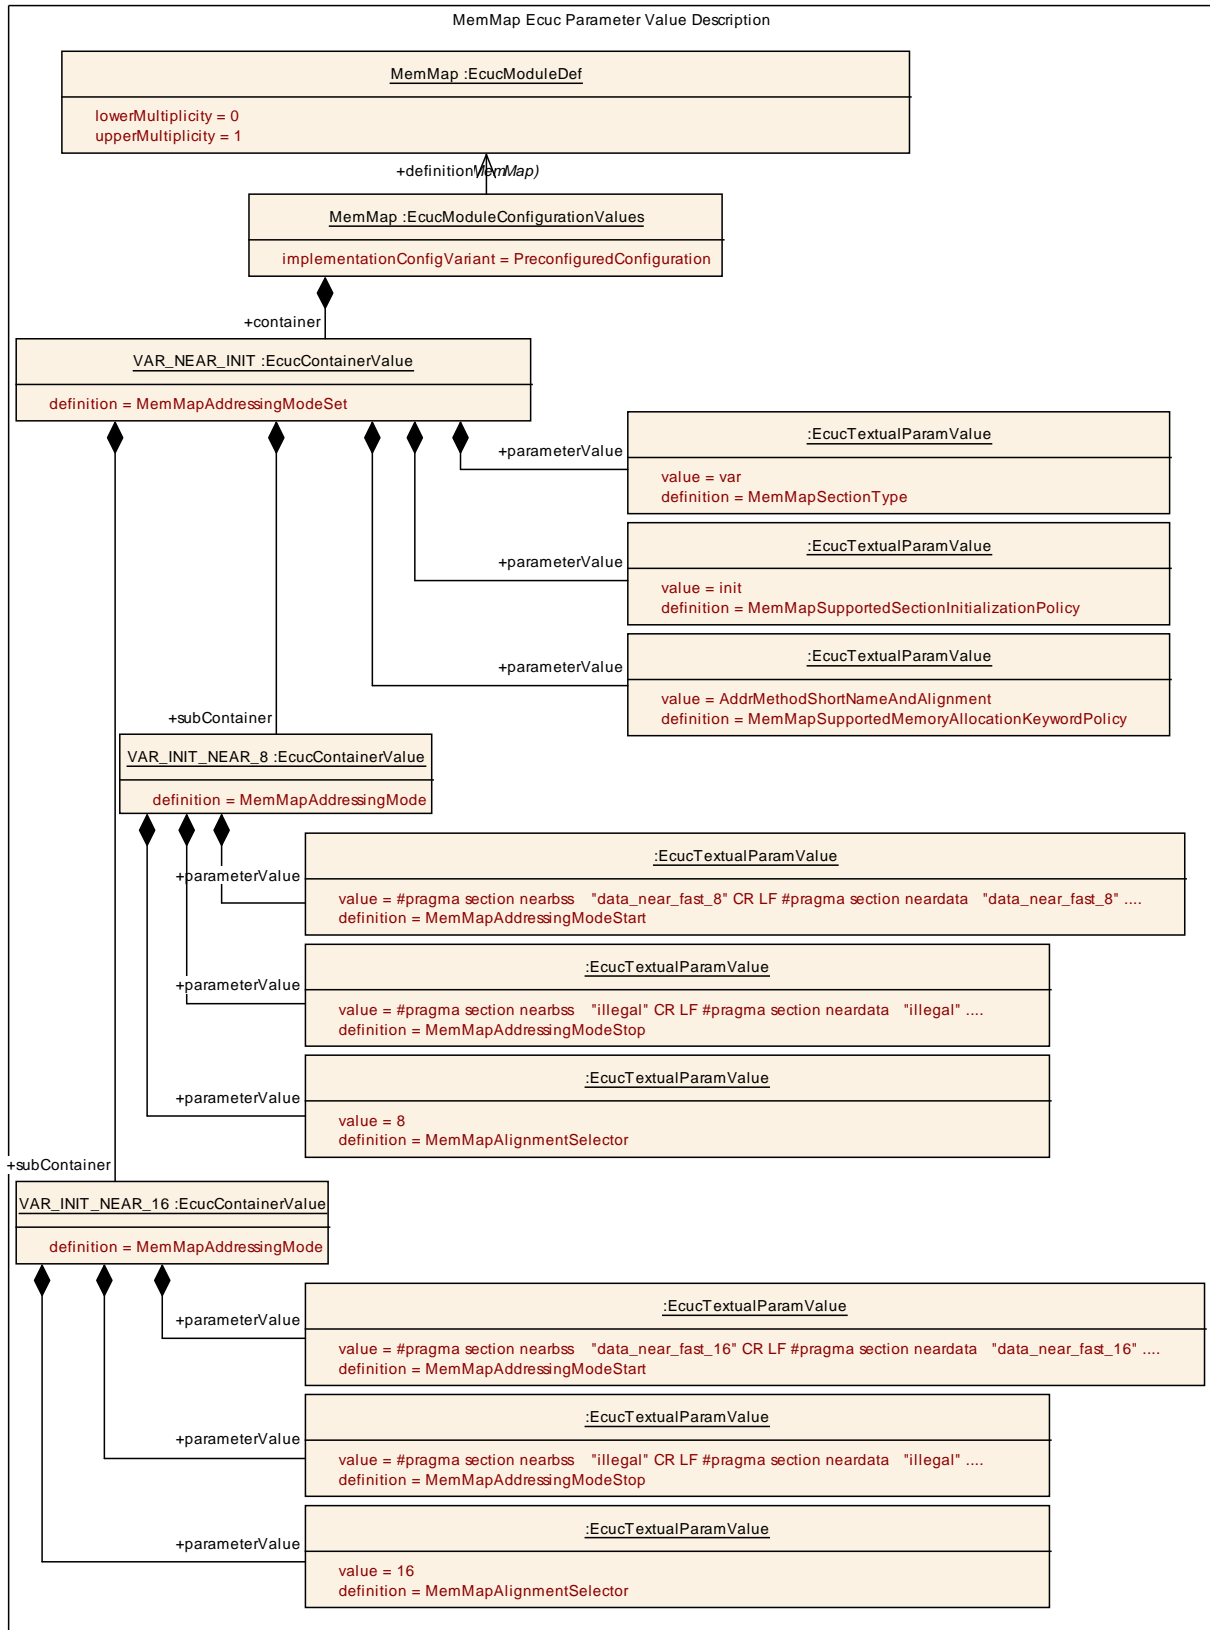 MemMap Ecuc Parameter Value Description
MemMap :EcucModuleDef
lowerMultiplicity = 0
upperMultiplicity = 1
+definition
MemMap)
MemMap :EcucModuleConfigurationValues
implementationConfigVariant = PreconfiguredConfiguration
+container
VAR_NEAR_INIT :EcucContainerValue
definition = MemMapAddressingModeSet
:EcucTextualParamValue
+parameterValue
value = var
definition = MemMapSectionType
:EcucTextualParamValue
+parameterValue
value = init
definition = MemMapSupportedSectionInitializationPolicy
:EcucTextualParamValue
+parameterValue
value = AddrMethodShortNameAndAlignment
definition = MemMapSupportedMemoryAllocationKeywordPolicy
+subContainer
VAR_INIT_NEAR_8 :EcucContainerValue
definition = MemMapAddressingMode
:EcucTextualParamValue
+parameterValue
value = #pragma section nearbss "data_near_fast_8" CR LF #pragma section neardata "data_near_fast_8" ....
definition = MemMapAddressingModeStart
:EcucTextualParamValue
+parameterValue
value = #pragma section nearbss "illegal" CR LF #pragma section neardata "illegal" ....
definition = MemMapAddressingModeStop
:EcucTextualParamValue
+parameterValue
value = 8
definition = MemMapAlignmentSelector
+subContainer
VAR_INIT_NEAR_16 :EcucContainerValue
definition = MemMapAddressingMode
:EcucTextualParamValue
+parameterValue
value = #pragma section nearbss "data_near_fast_16" CR LF #pragma section neardata "data_near_fast_16" ....
definition = MemMapAddressingModeStart
:EcucTextualParamValue
+parameterValue
value = #pragma section nearbss "illegal" CR LF #pragma section neardata "illegal" ....
definition = MemMapAddressingModeStop
:EcucTextualParamValue
+parameterValue
value = 16
definition = MemMapAlignmentSelector